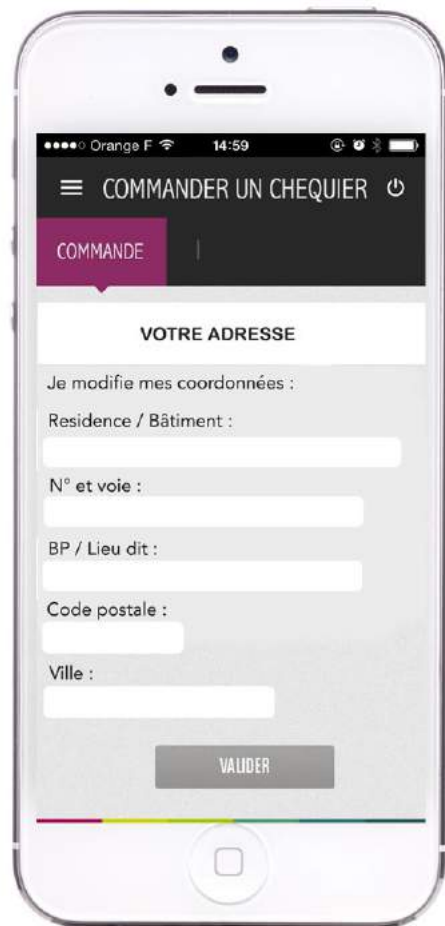 Orange F 14:59
COMMANDER UN CHEQUIER
COMMANDE
VOTRE ADRESSE
Je modifie mes coordonnées :
Residence / Bâtiment :
N° et voie :
BP / Lieu dit :
Code postale :
Ville :
VALIDER